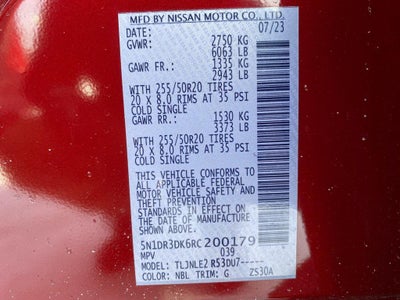 MFD BY NISSAN MOTOR CO., LTD.
DATE: 07/23
GVWR: 2750 KG
6063 LB
GAWR FR.: 1335 KG
2943 LB
WITH 255/50R20 TIRES
20 X 8.0 RIMS AT 35 PSI
COLD SINGLE
GAWR RR.: 1530 KG
3373 LB
WITH 255/50R20 TIRES
20 X 8.0 RIMS AT 35 PSI
COLD SINGLE
THIS VEHICLE CONFORMS
TO ALL APPLICABLE FEDERAL
MOTOR VEHICLE SAFETY
AND THEFT PREVENTION
STANDARDS IN EFFECT ON
THE DATE OF MANUFACTURE
SHOWN ABOVE.
5N1DR3DK6RC200179
MPV 039
MODEL: TLJNLE2 R53DU7-----
COLOR: NBL TRIM: G ZS30A